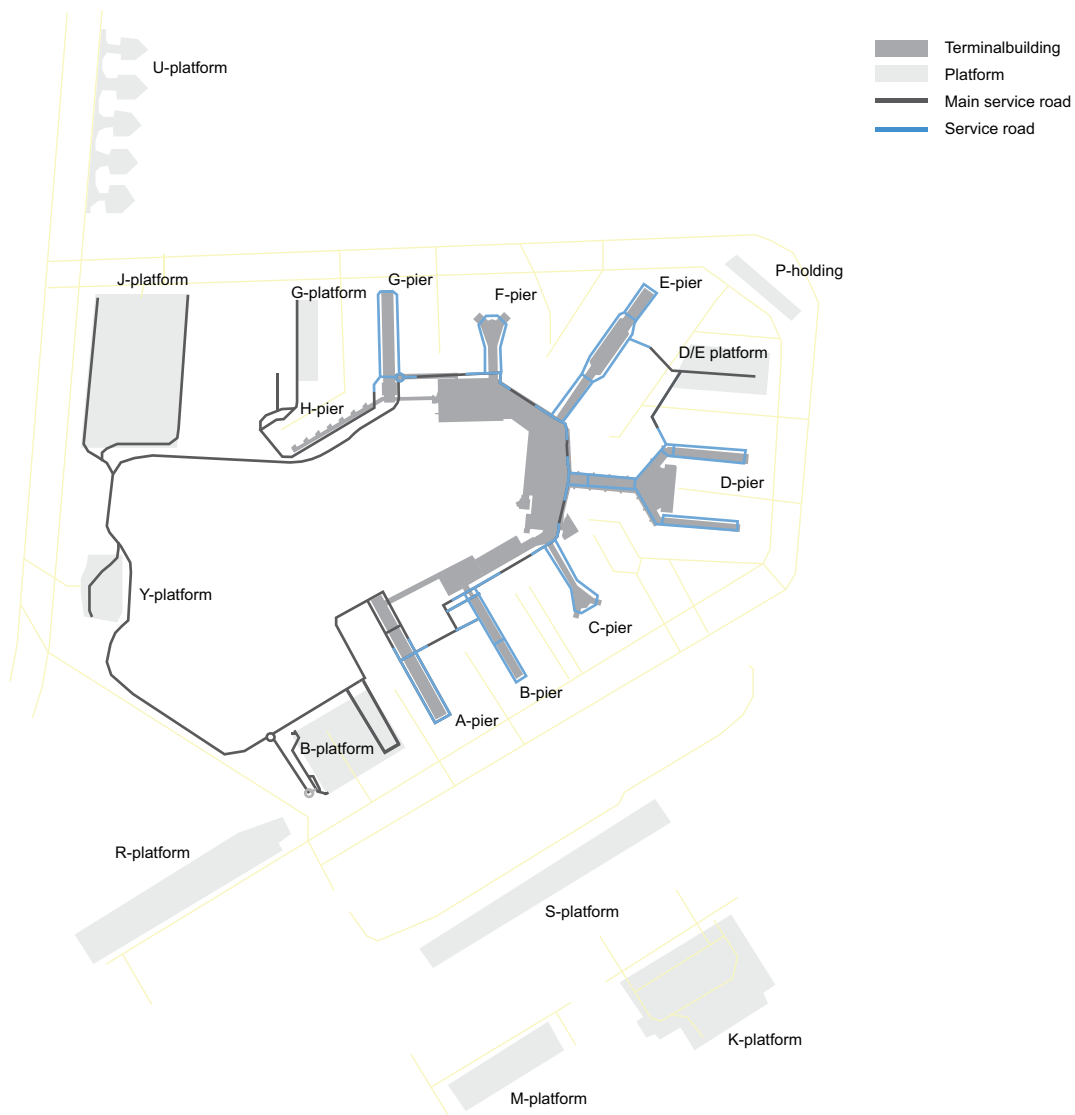 Terminalbuilding
Platform
Main service road
Service road
U-platform
P-holding
J-platform
G-platform
G-pier
E-pier
F-pier
D/E platform
H-pier
D-pier
Y-platform
C-pier
B-pier
A-pier
B-platform
R-platform
S-platform
K-platform
M-platform